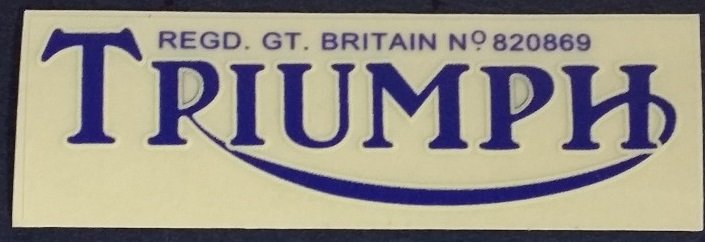 REGD. GT. BRITAIN Nº 820869
TRIUMPH